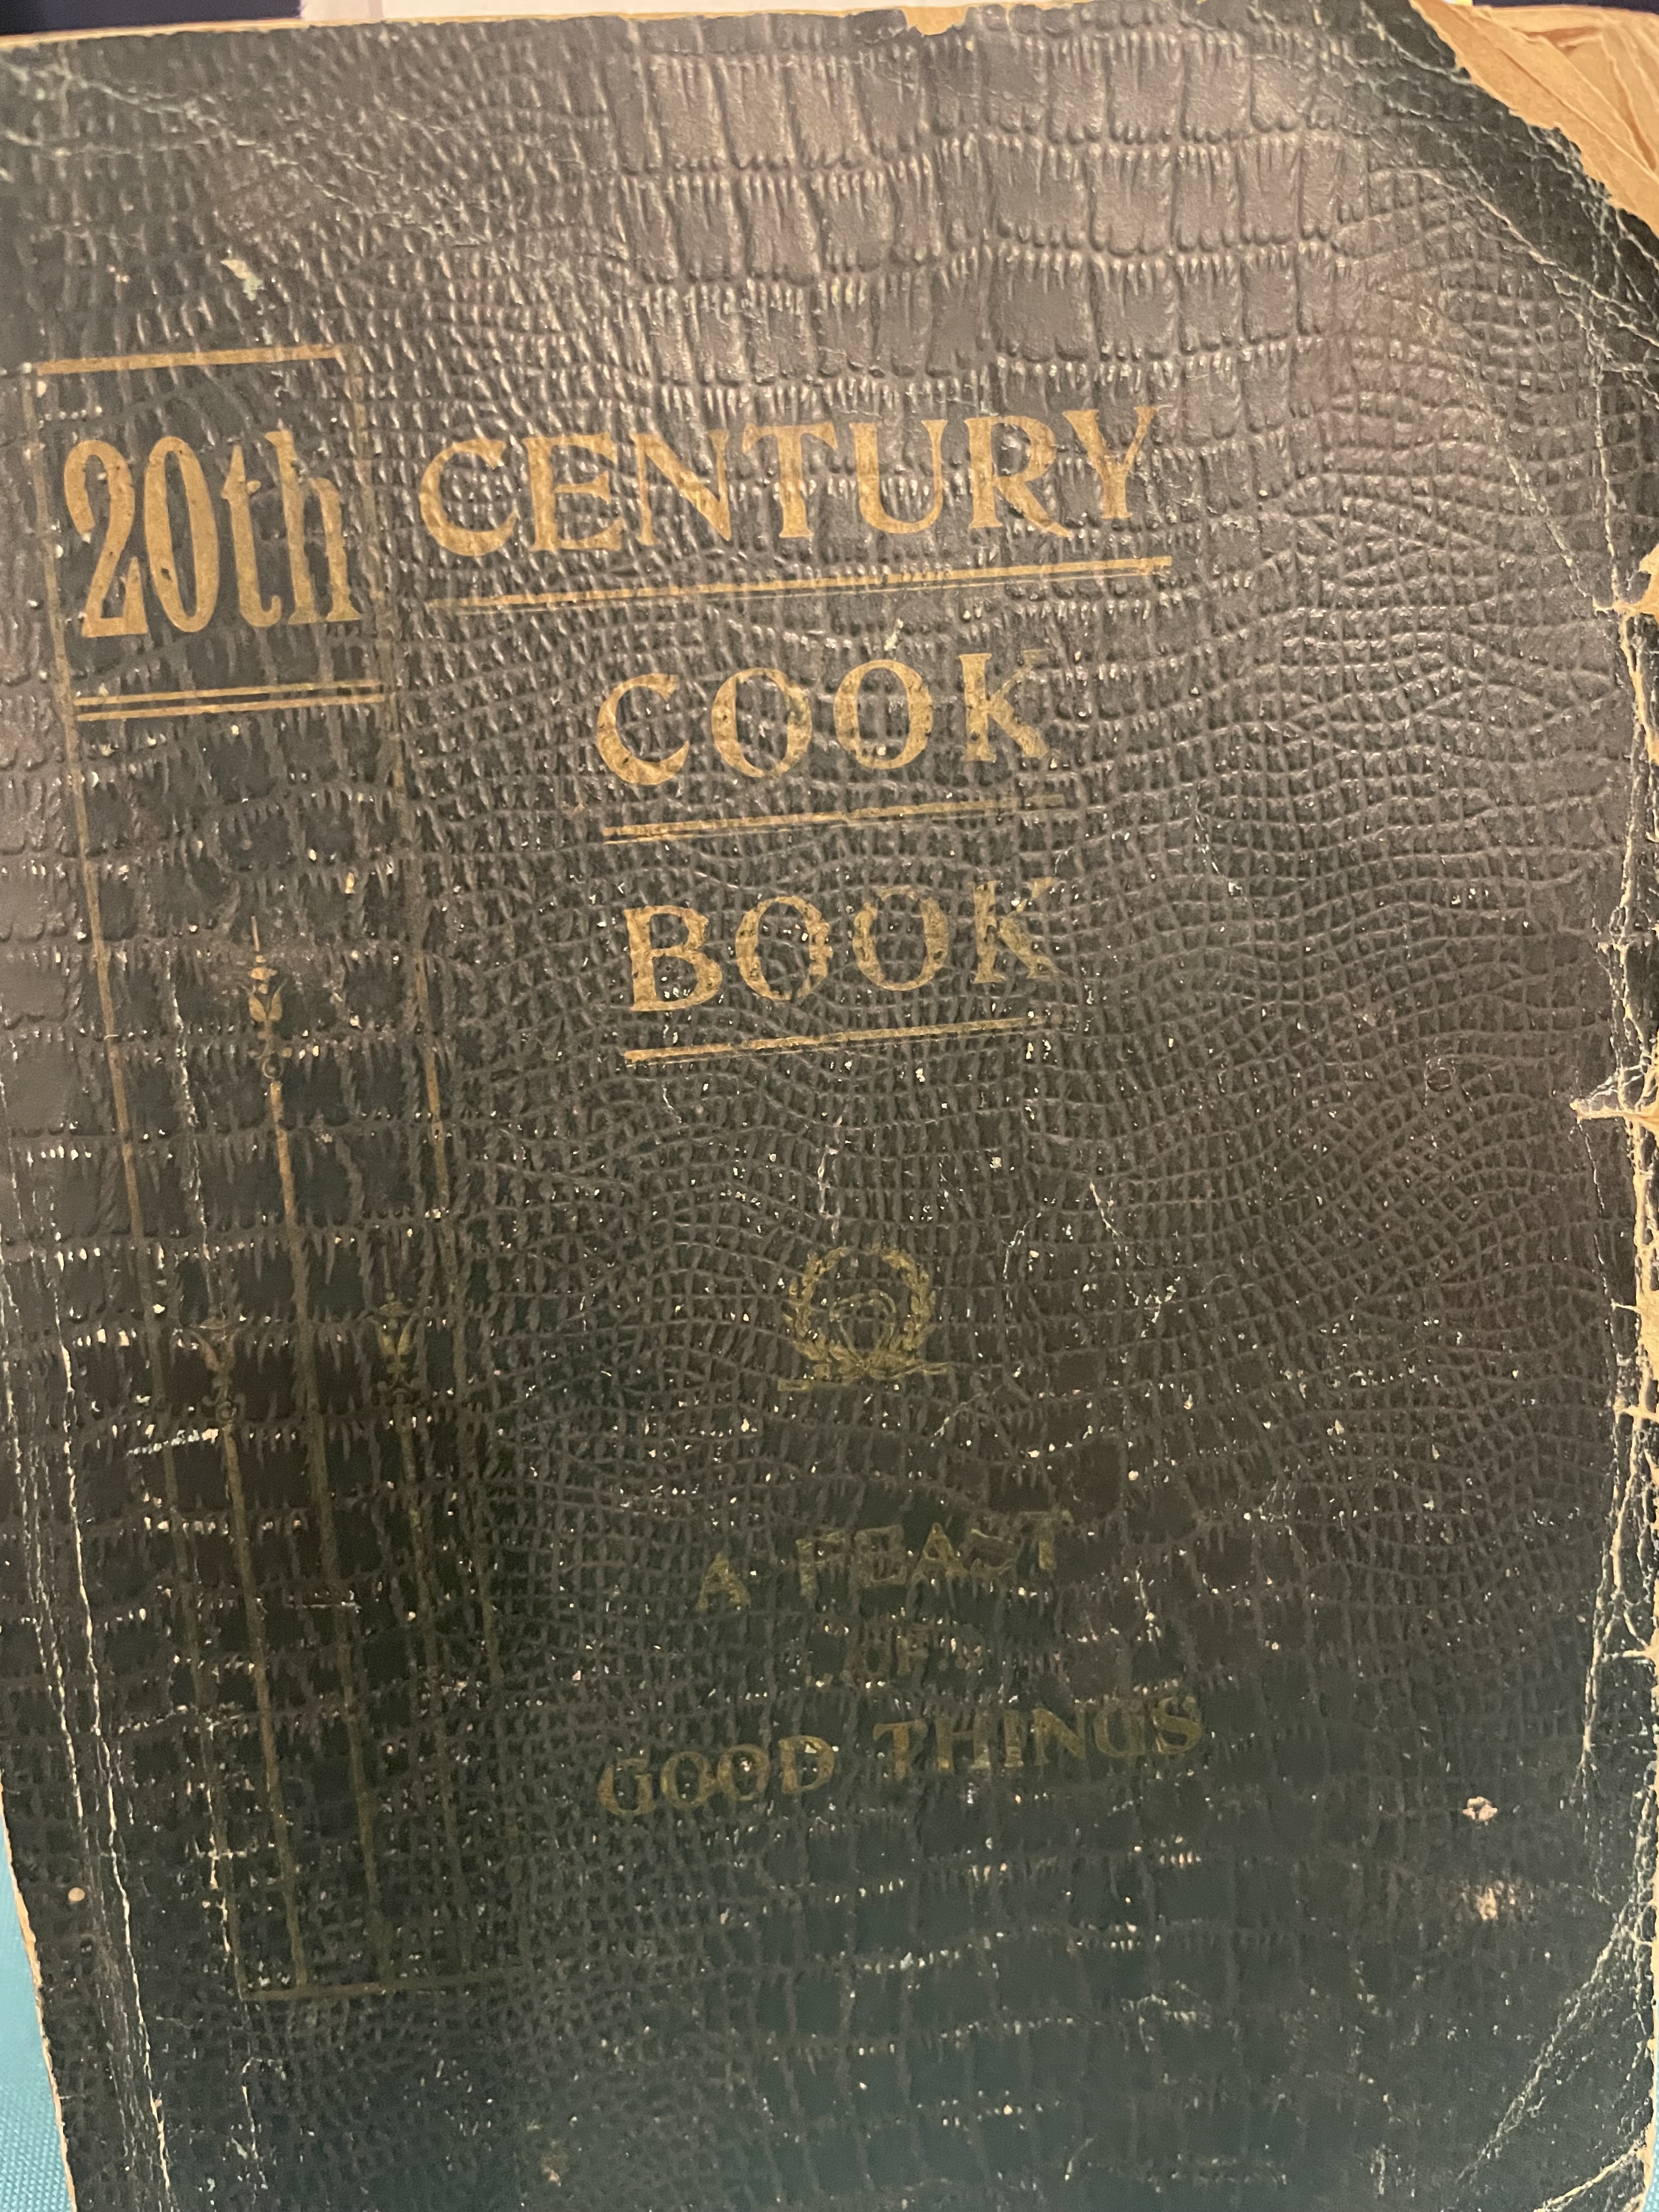 20th CENTURY
COOK
BOOK
A FEAST
OF
GOOD THINGS